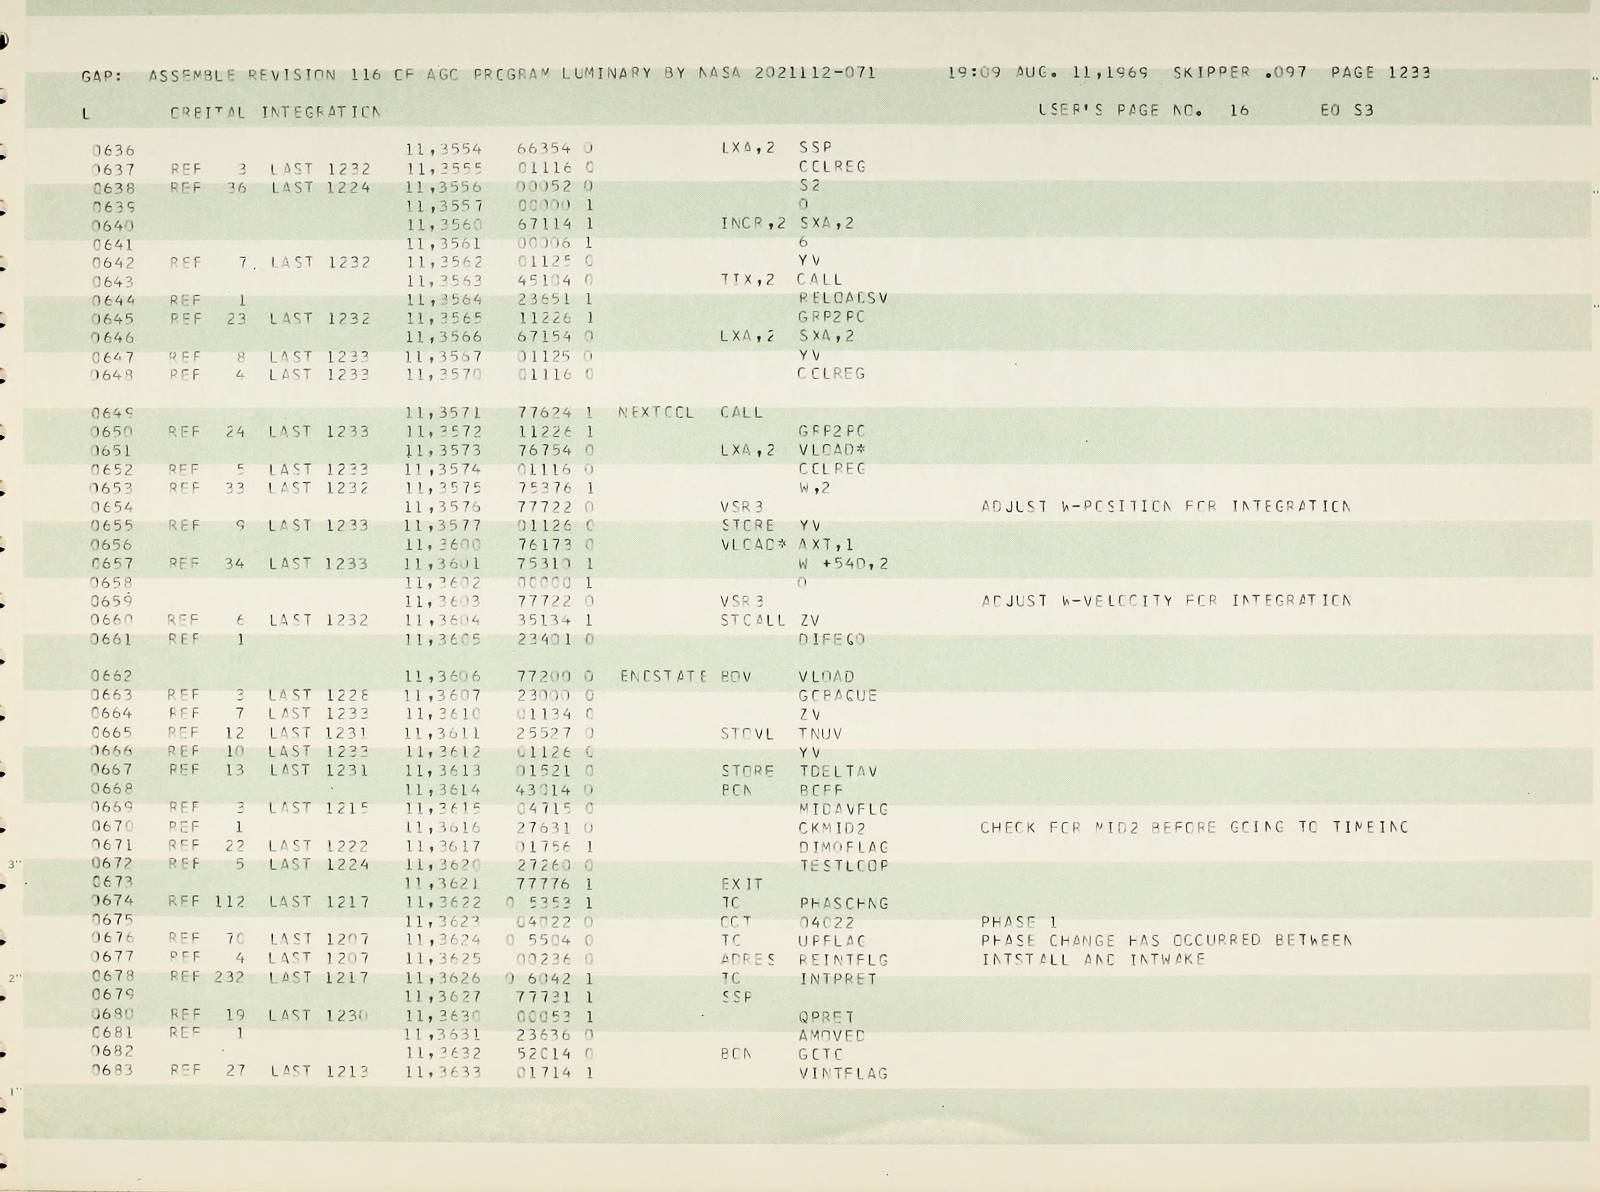 GAP: ASSEMBLE REVISION 116 OF AGC PROGRAM LUMINARY BY NASA 2021112-071 19:09 AUG. 11,1969 SKIPPER .097 PAGE 1233
L ORBITAL INTEGRATION USER'S PAGE NO. 16 E0 S3
0636 11,3554 66354 0 LXA,2 SSP
0637 REF 3 LAST 1232 11,3555 01116 0 CCLREG
0638 REF 36 LAST 1224 11,3556 00052 0 S2
0639 11,3557 00000 1 0
0640 11,3560 67114 1 INCR,2 SXA,2
0641 11,3561 00006 1 6
0642 REF 7. LAST 1232 11,3562 01125 0 YV
0643 11,3563 45104 0 TIX,2 CALL
0644 REF 1 11,3564 23651 1 RELOADSV
0645 REF 23 LAST 1232 11,3565 11226 1 GRP2PC
0646 11,3566 67154 0 LXA,2 SXA,2
0647 REF 8 LAST 1233 11,3567 01125 0 YV
0648 REF 4 LAST 1233 11,3570 01116 0 CCLREG
0649 11,3571 77624 1 NEXTCOL CALL
0650 REF 24 LAST 1233 11,3572 11226 1 GRP2PC
0651 11,3573 76754 0 LXA,2 VLOAD*
0652 REF 5 LAST 1233 11,3574 01116 0 CCLREG
0653 REF 33 LAST 1232 11,3575 75376 1 W,2
0654 11,3576 77722 0 VSR3 ADJUST W-POSITION FOR INTEGRATION
0655 REF 9 LAST 1233 11,3577 01126 0 STORE YV
0656 11,3600 76173 0 VLOAD* AXT,1
0657 REF 34 LAST 1233 11,3601 75310 1 W +54D,2
0658 11,3602 00000 1 0
0659 11,3603 77722 0 VSR3 ADJUST W-VELOCITY FOR INTEGRATION
0660 REF 6 LAST 1232 11,3604 35134 1 STCALL ZV
0661 REF 1 11,3605 23401 0 DIFEQ0
0662 11,3606 77200 0 ENDSTATE BOV VLOAD
0663 REF 3 LAST 1228 11,3607 23000 0 GOBAQUE
0664 REF 7 LAST 1233 11,3610 01134 0 ZV
0665 REF 12 LAST 1231 11,3611 25527 0 STOVL TNUV
0666 REF 10 LAST 1233 11,3612 01126 0 YV
0667 REF 13 LAST 1231 11,3613 01521 0 STORE TDELTAV
0668 11,3614 43014 0 BON BOFF
0669 REF 3 LAST 1215 11,3615 04715 0 MIDAVFLG
0670 REF 1 11,3616 27631 0 CKMID2 CHECK FOR MID2 BEFORE GOING TO TIMEINC
0671 REF 22 LAST 1222 11,3617 01756 1 DIMOFLAG
0672 REF 5 LAST 1224 11,3620 27260 0 TESTLOOP
0673 11,3621 77776 1 EXIT
0674 REF 112 LAST 1217 11,3622 0 5353 1 TC PHASCHNG
0675 11,3623 04022 0 OCT 04022 PHASE 1
0676 REF 70 LAST 1207 11,3624 0 5504 0 TC UPFLAG PHASE CHANGE HAS OCCURRED BETWEEN
0677 REF 4 LAST 1207 11,3625 00236 0 ADRES REINTFLG INTSTALL AND INTWAKE
0678 REF 232 LAST 1217 11,3626 0 6042 1 TC INTPRET
0679 11,3627 77731 1 SSP
0680 REF 19 LAST 1230 11,3630 00053 1 QPRET
0681 REF 1 11,3631 23636 0 AMOVED
0682 11,3632 52014 0 BON GOTO
0683 REF 27 LAST 1213 11,3633 01714 1 VINTFLAG
3"
2"
1"